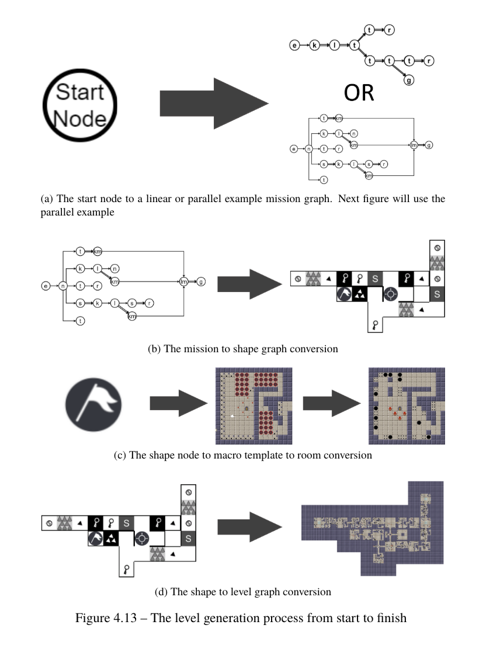 Start
Node
e k l t t r
t t t r
g
OR
(a) The start node to a linear or parallel example mission graph. Next figure will use the
parallel example
(b) The mission to shape graph conversion
S
S
(c) The shape node to macro template to room conversion
S
S
(d) The shape to level graph conversion
Figure 4.13 – The level generation process from start to finish